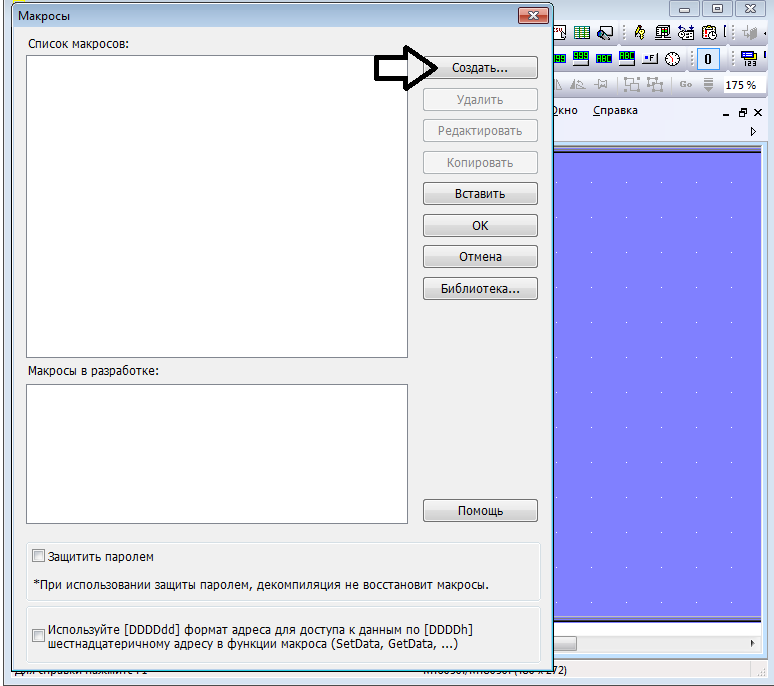 Макросы
Список макросов:
Создать...
Удалить
Редактировать
Копировать
Вставить
OK
Отмена
Библиотека...
Макросы в разработке:
Помощь
Защитить паролем
*При использовании защиты паролем, декомпиляция не восстановит макросы.
Используйте [DDDDdd] формат адреса для доступа к данным по [DDDDh]
шестнадцатеричному адресу в функции макроса (SetData, GetData, ...)
0
Go
175 %
Справка